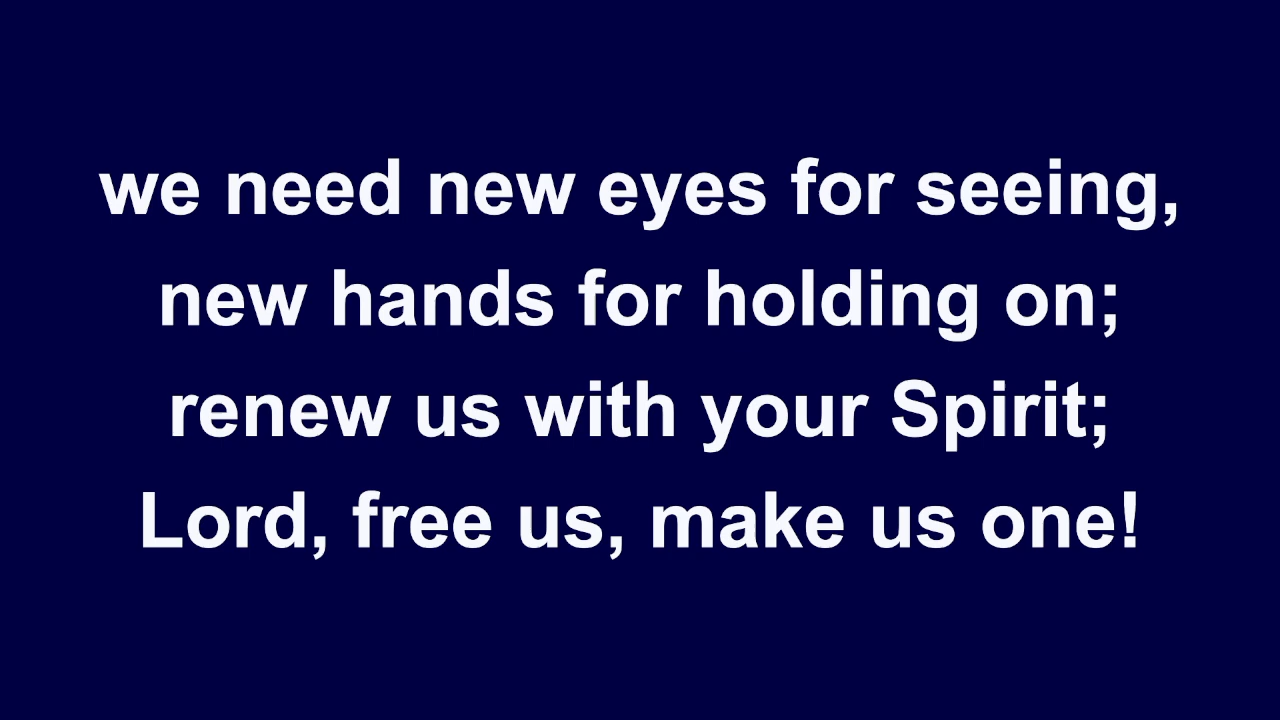 we need new eyes for seeing,
new hands for holding on;
renew us with your Spirit;
Lord, free us, make us one!